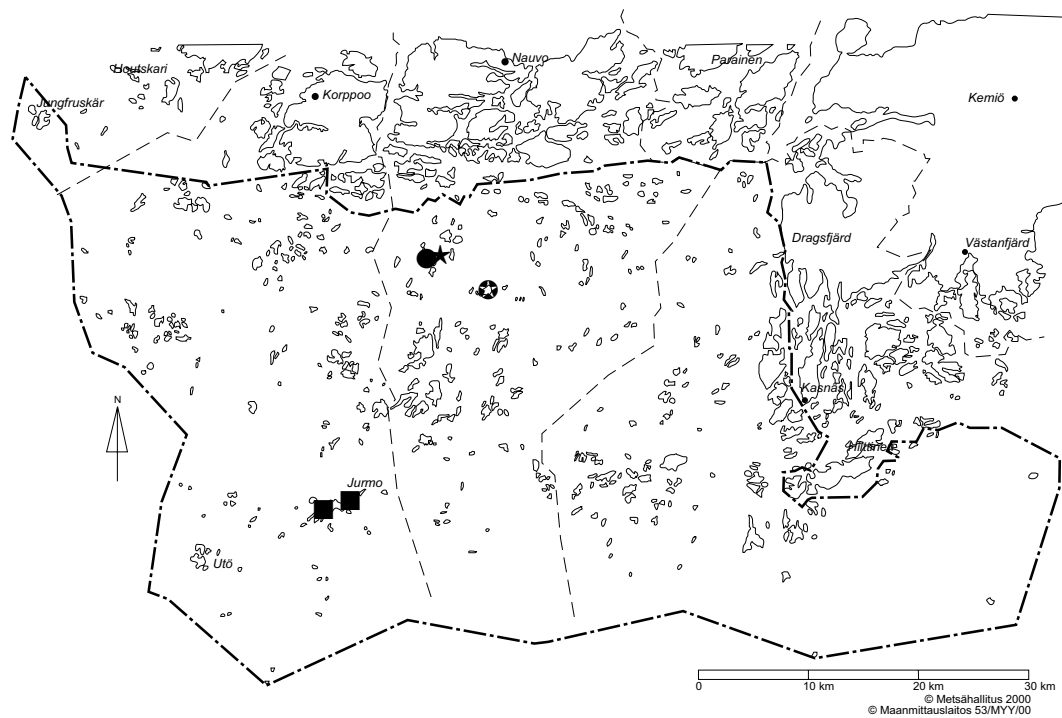 Nauvo
Houtskari
Parainen
Jungfruskär
Korppoo
Kemiö
Dragsfjärd
Västanfjärd
Kasnäs
N
Hiittinen
Jurmo
Utö
0 10 km 20 km 30 km
© Metsähallitus 2000
© Maanmittauslaitos 53/MYY/00